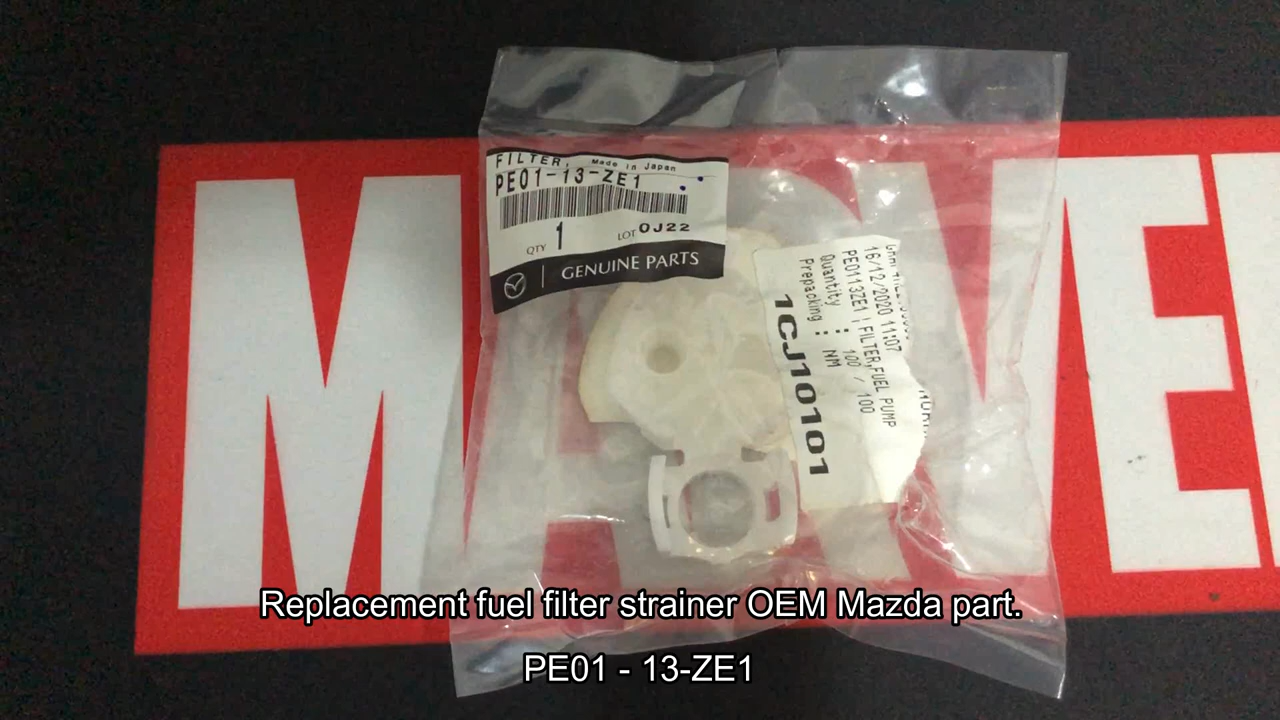 MARVEL
FILTER, Made in Japan
PE01-13-ZE1
QTY 1 LOT 0J22
GENUINE PARTS
16/12/2020 11:07
PE0113ZE1 | FILTER,FUEL PUMP
Quantity : 100 / 100
Prepacking : NM
1CJ10101
Replacement fuel filter strainer OEM Mazda part.
PE01 - 13-ZE1